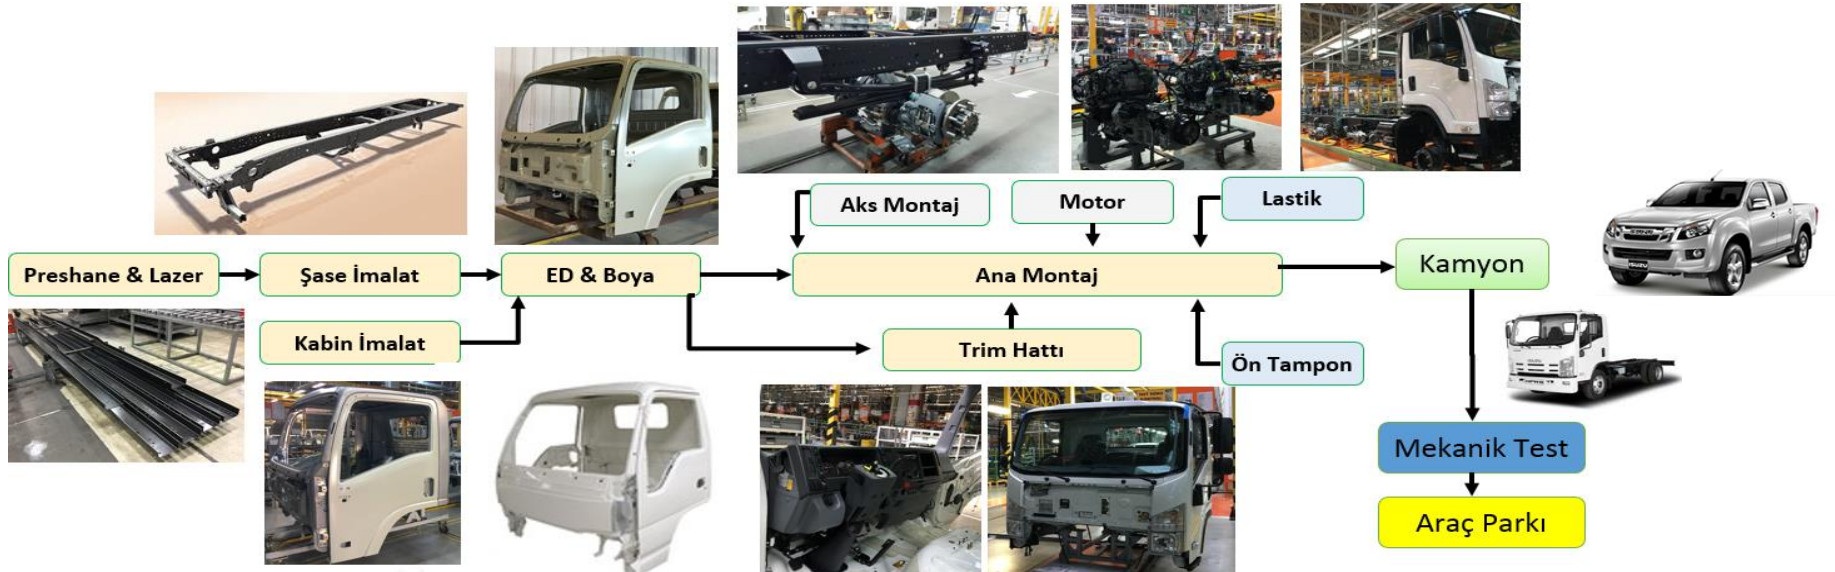 Aks Montaj
Motor
Lastik
Preshane & Lazer
Şase İmalat
ED & Boya
Ana Montaj
Kamyon
ISUZU
Kabin İmalat
Trim Hattı
Ön Tampon
Mekanik Test
Araç Parkı